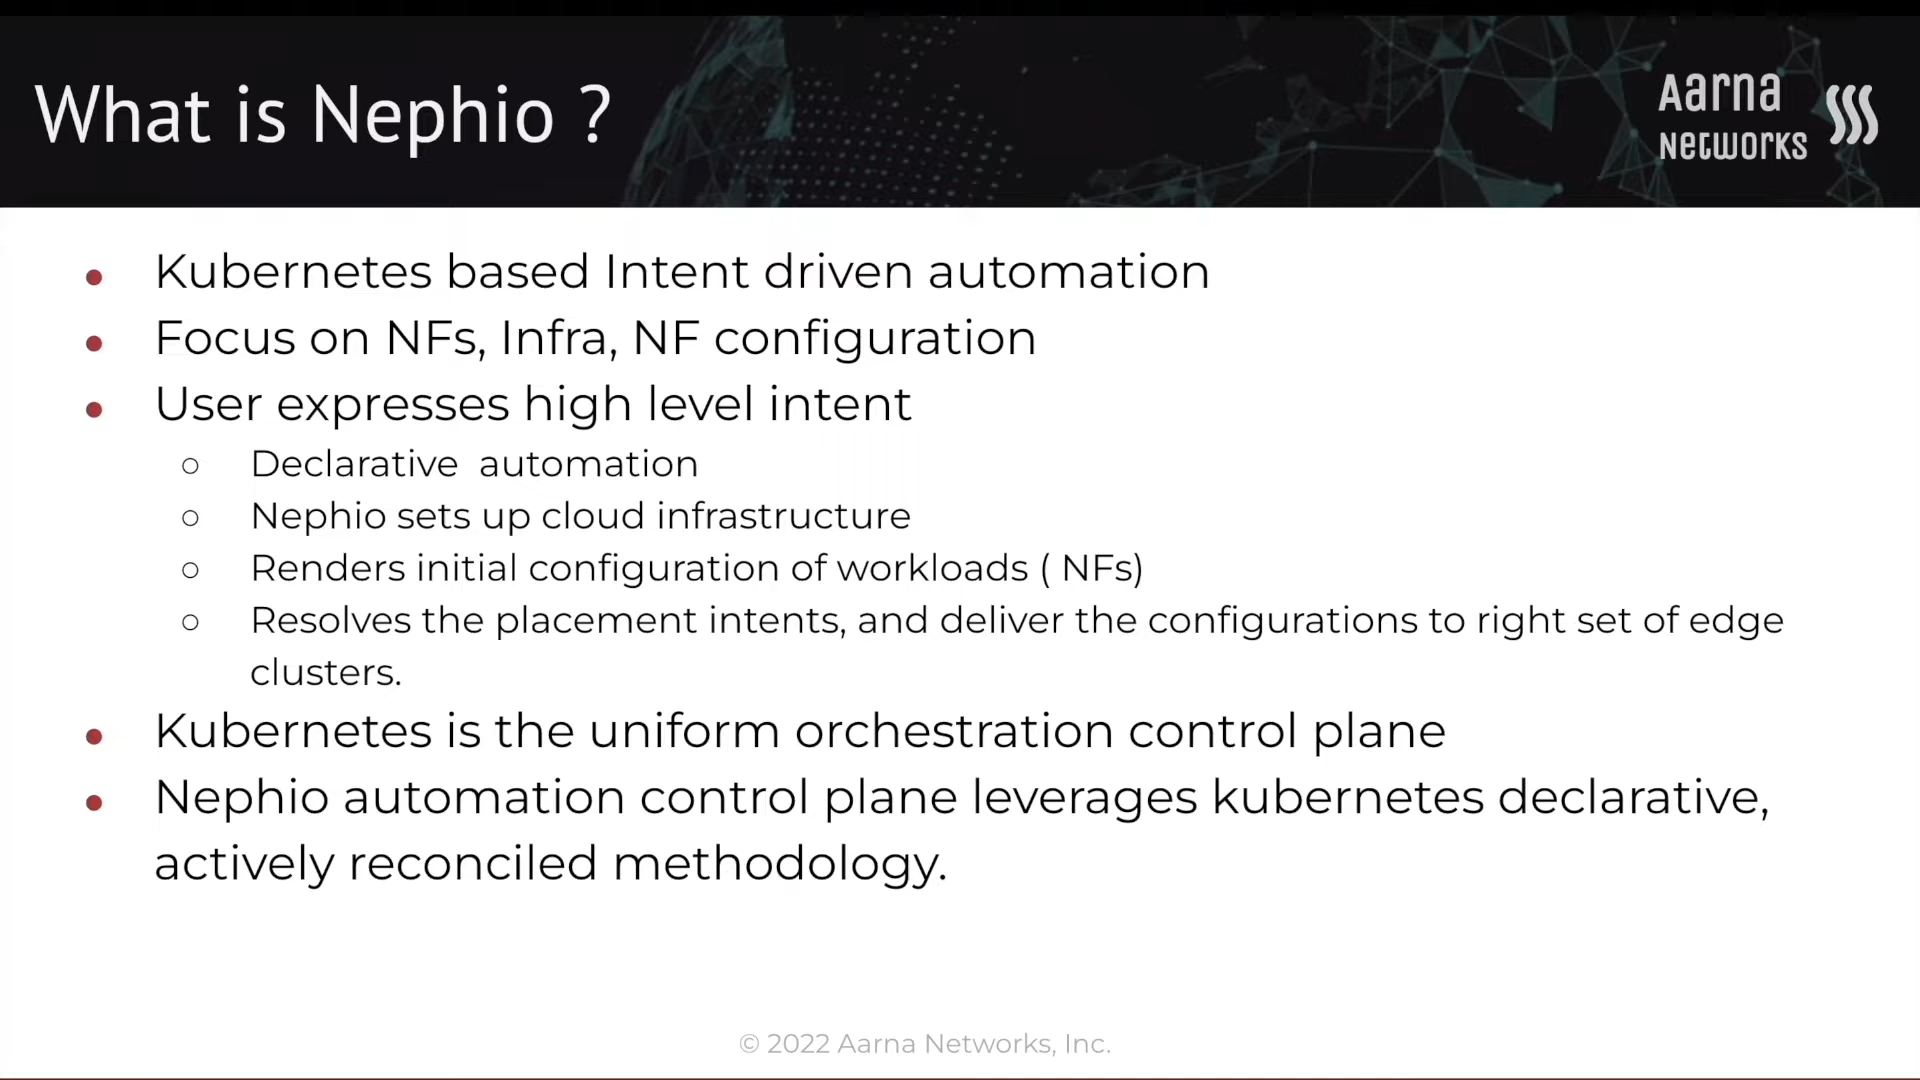 What is Nephio ?
Aarna
Networks
• Kubernetes based Intent driven automation
• Focus on NFs, Infra, NF configuration
• User expresses high level intent
○ Declarative  automation
○ Nephio sets up cloud infrastructure
○ Renders initial configuration of workloads ( NFs)
○ Resolves the placement intents, and deliver the configurations to right set of edge
clusters.
• Kubernetes is the uniform orchestration control plane
• Nephio automation control plane leverages kubernetes declarative,
actively reconciled methodology.
© 2022 Aarna Networks, Inc.